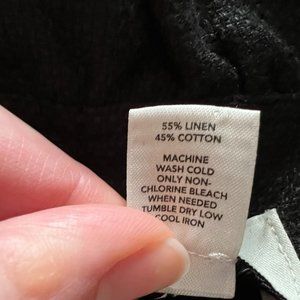 55% LINEN
45% COTTON
MACHINE
WASH COLD
ONLY NON-
CHLORINE BLEACH
WHEN NEEDED
TUMBLE DRY LOW
COOL IRON